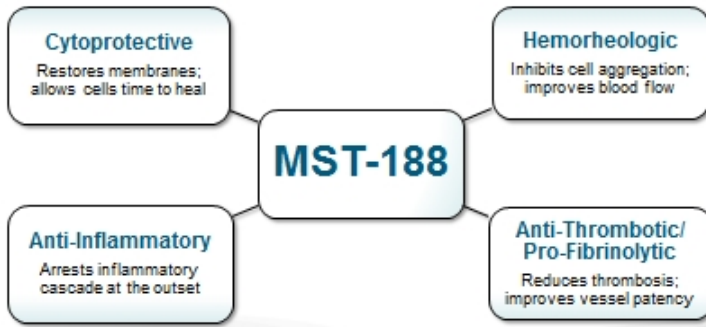 Cytoprotective
Restores membranes;
allows cells time to heal
Hemorheologic
Inhibits cell aggregation;
improves blood flow
MST-188
Anti-Inflammatory
Arrests inflammatory
cascade at the outset
Anti-Thrombotic/
Pro-Fibrinolytic
Reduces thrombosis;
improves vessel patency